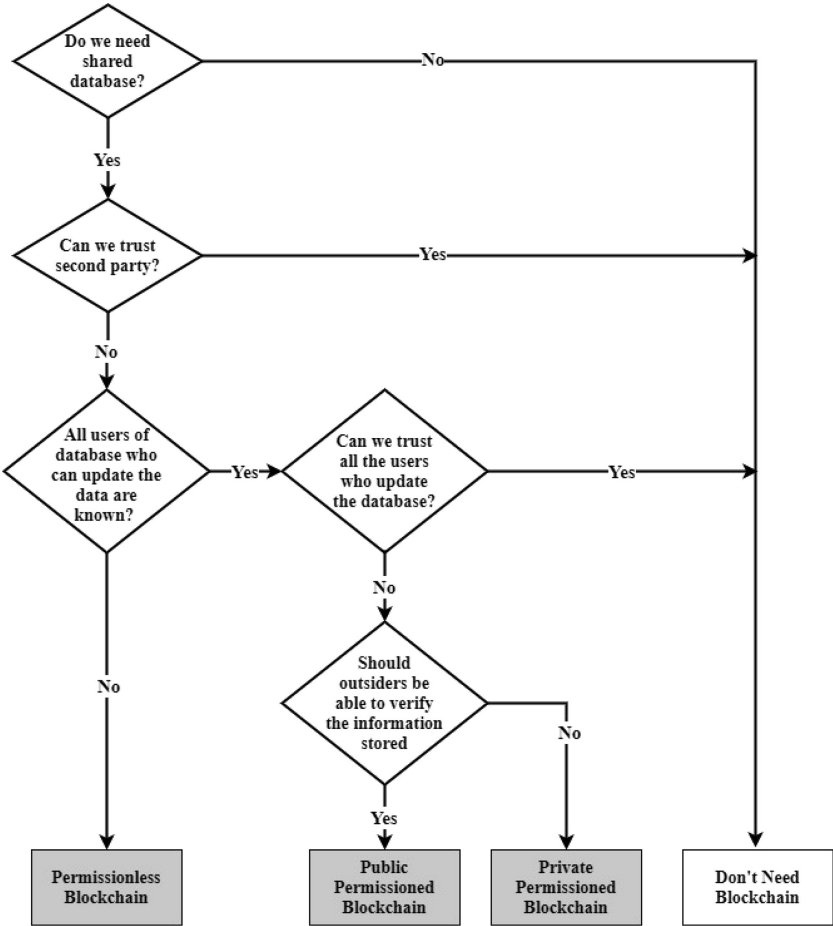 Do we need
shared
database?
No
Yes
Can we trust
second party?
Yes
No
All users of
database who
can update the
data are
known?
Yes
Can we trust
all the users
who update
the database?
Yes
No
Should
outsiders be
able to verify
the information
stored
No
No
Yes
Permissionless
Blockchain
Public
Permissioned
Blockchain
Private
Permissioned
Blockchain
Don't Need
Blockchain